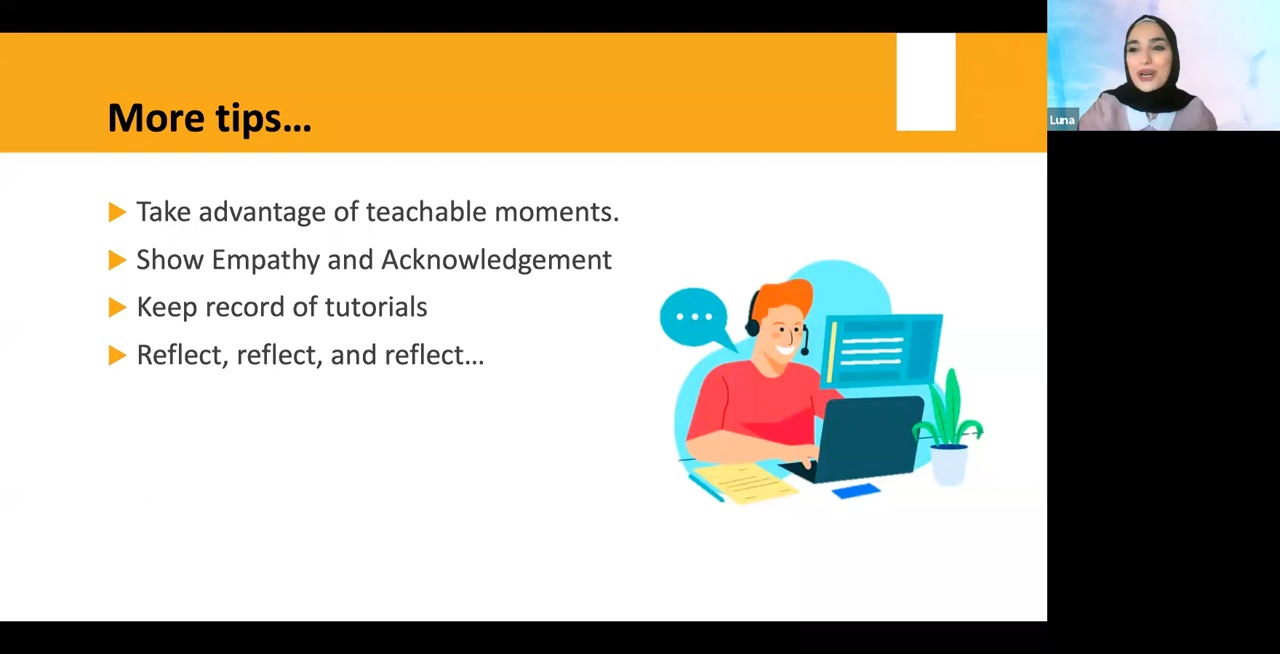 More tips...
Take advantage of teachable moments.
Show Empathy and Acknowledgement
Keep record of tutorials
Reflect, reflect, and reflect...
Luna